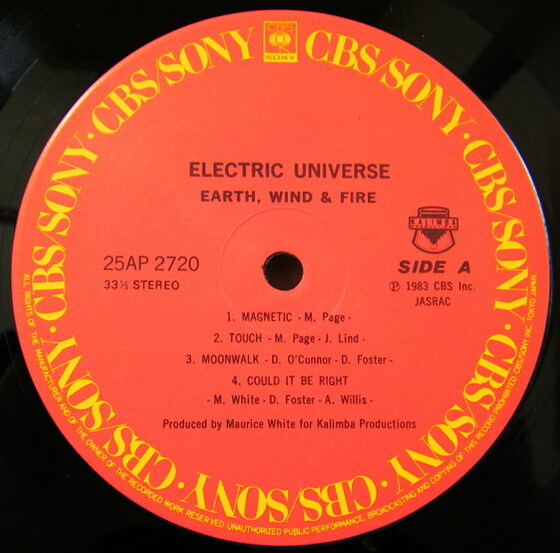 CBS
SONY
CBS/SONY · CBS/SONY · CBS/SONY · CBS/SONY · CBS/SONY · CBS/SONY · CBS/SONY · CBS/SONY
ELECTRIC UNIVERSE
EARTH, WIND & FIRE
KALIMBA
25AP 2720
33⅓ STEREO
SIDE A
Ⓟ 1983 CBS Inc.
JASRAC
1. MAGNETIC - M. Page -
2. TOUCH - M. Page - J. Lind -
3. MOONWALK - D. O'Connor - D. Foster -
4. COULD IT BE RIGHT
- M. White - D. Foster - A. Willis -
Produced by Maurice White for Kalimba Productions
ALL RIGHTS OF THE MANUFACTURER AND OF THE OWNER OF THE RECORDED WORK RESERVED UNAUTHORIZED PUBLIC PERFORMANCE, BROADCASTING AND COPYING OF THIS RECORD PROHIBITED. CBS/SONY INC. TOKYO JAPAN.